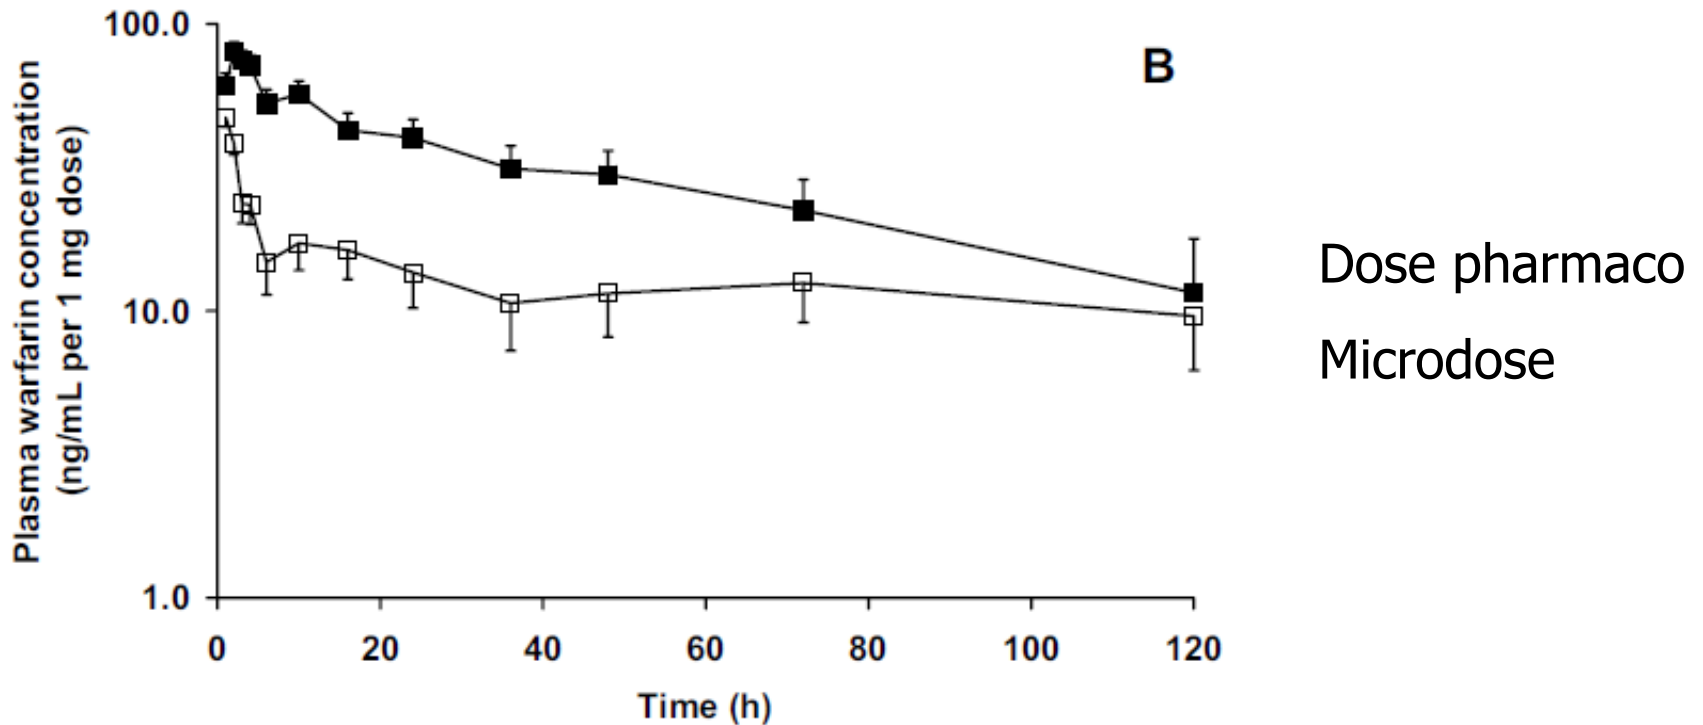 Plasma warfarin concentration
(ng/mL per 1 mg dose)
100.0
10.0
1.0
B
0 20 40 60 80 100 120
Time (h)
Dose pharmaco
Microdose